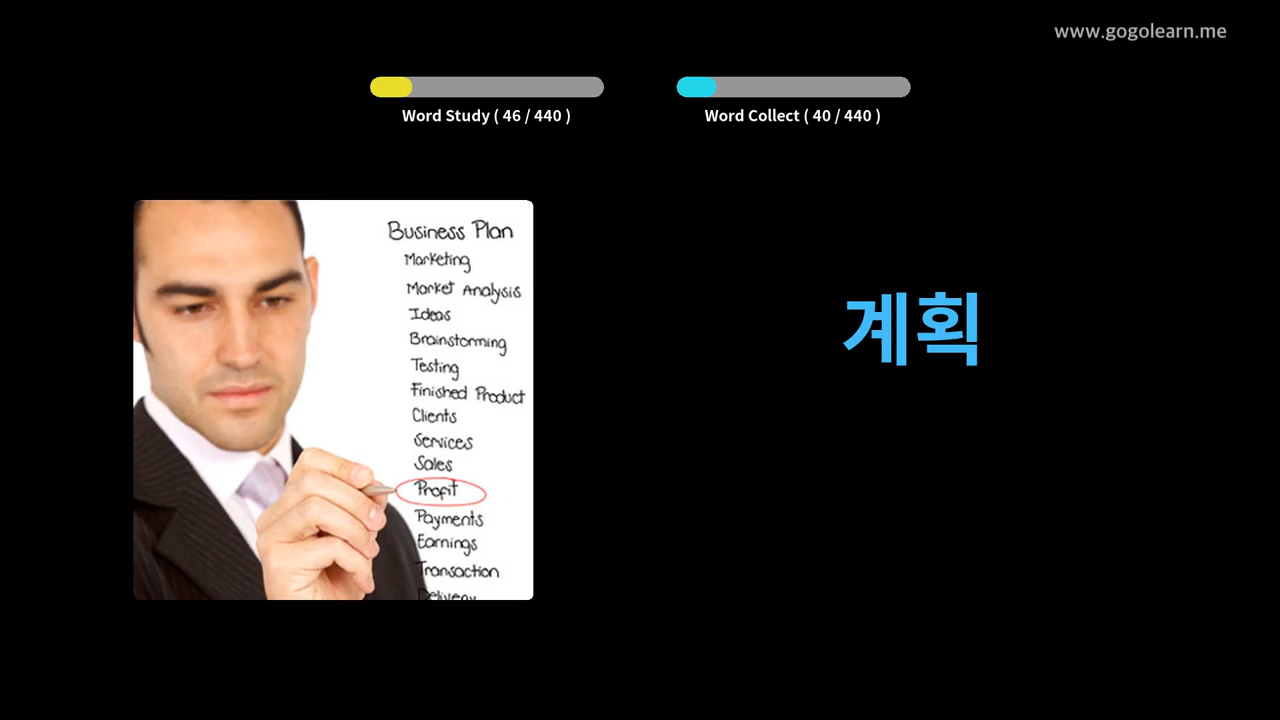 www.gogolearn.me
Word Study ( 46 / 440 )
Word Collect ( 40 / 440 )
Business Plan
Marketing
Market Analysis
Ideas
Brainstorming
Testing
Finished Product
Clients
Services
Sales
Profit
Payments
Earnings
Transaction
Delivery
계획